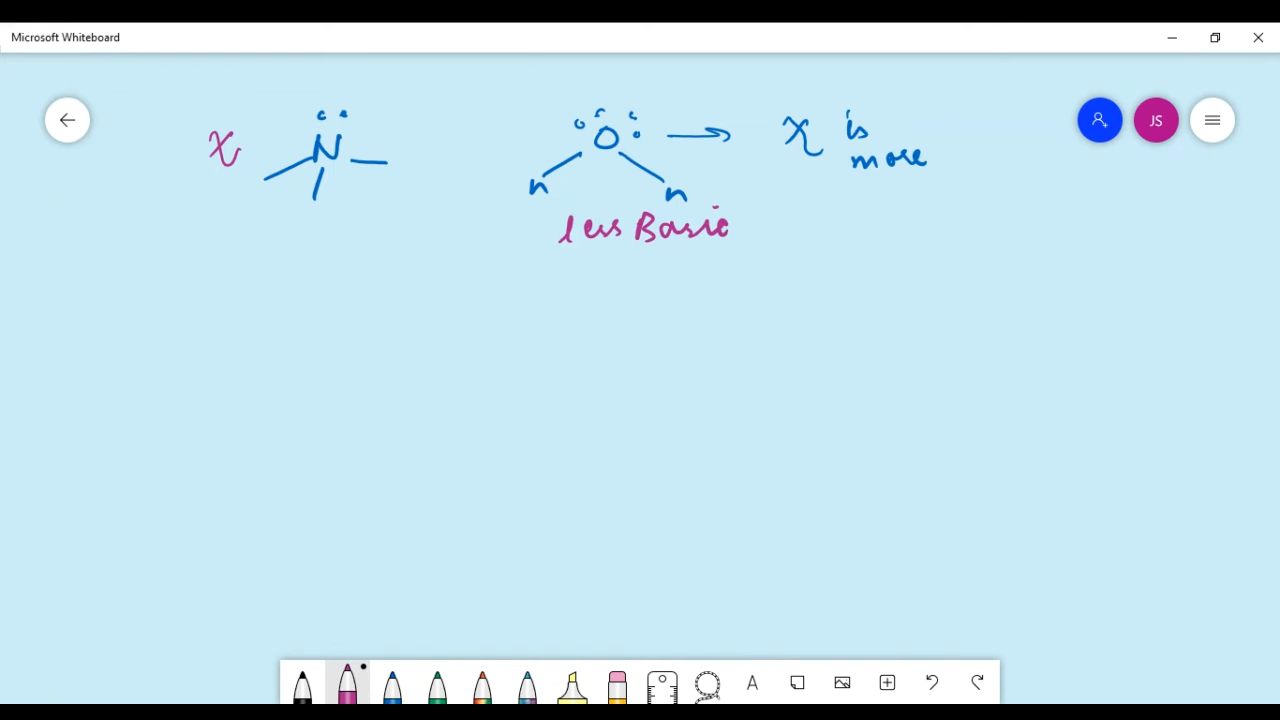 Microsoft Whiteboard
χ N O → χ is
more
n n
less Basic
JS
A